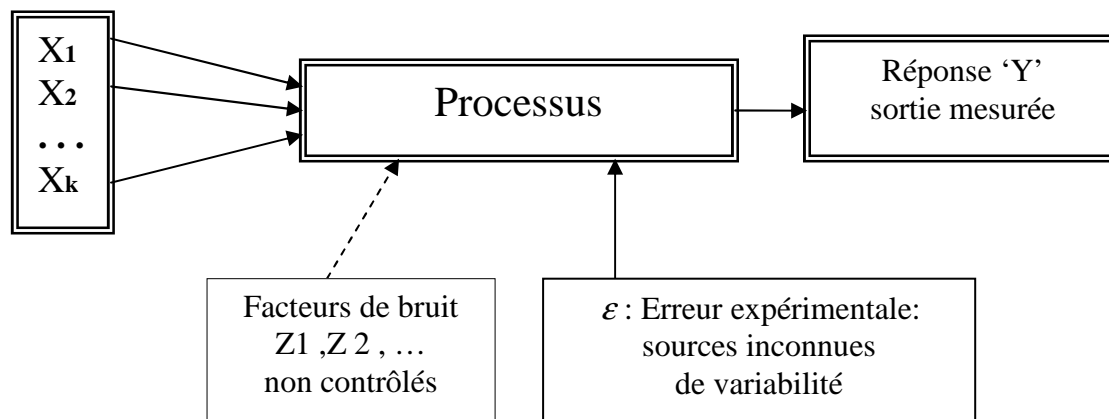 X1
X2
...
Xk
Processus
Réponse ‘Y’
sortie mesurée
Facteurs de bruit
Z1 ,Z 2 , …
non contrôlés
ε : Erreur expérimentale:
sources inconnues
de variabilité